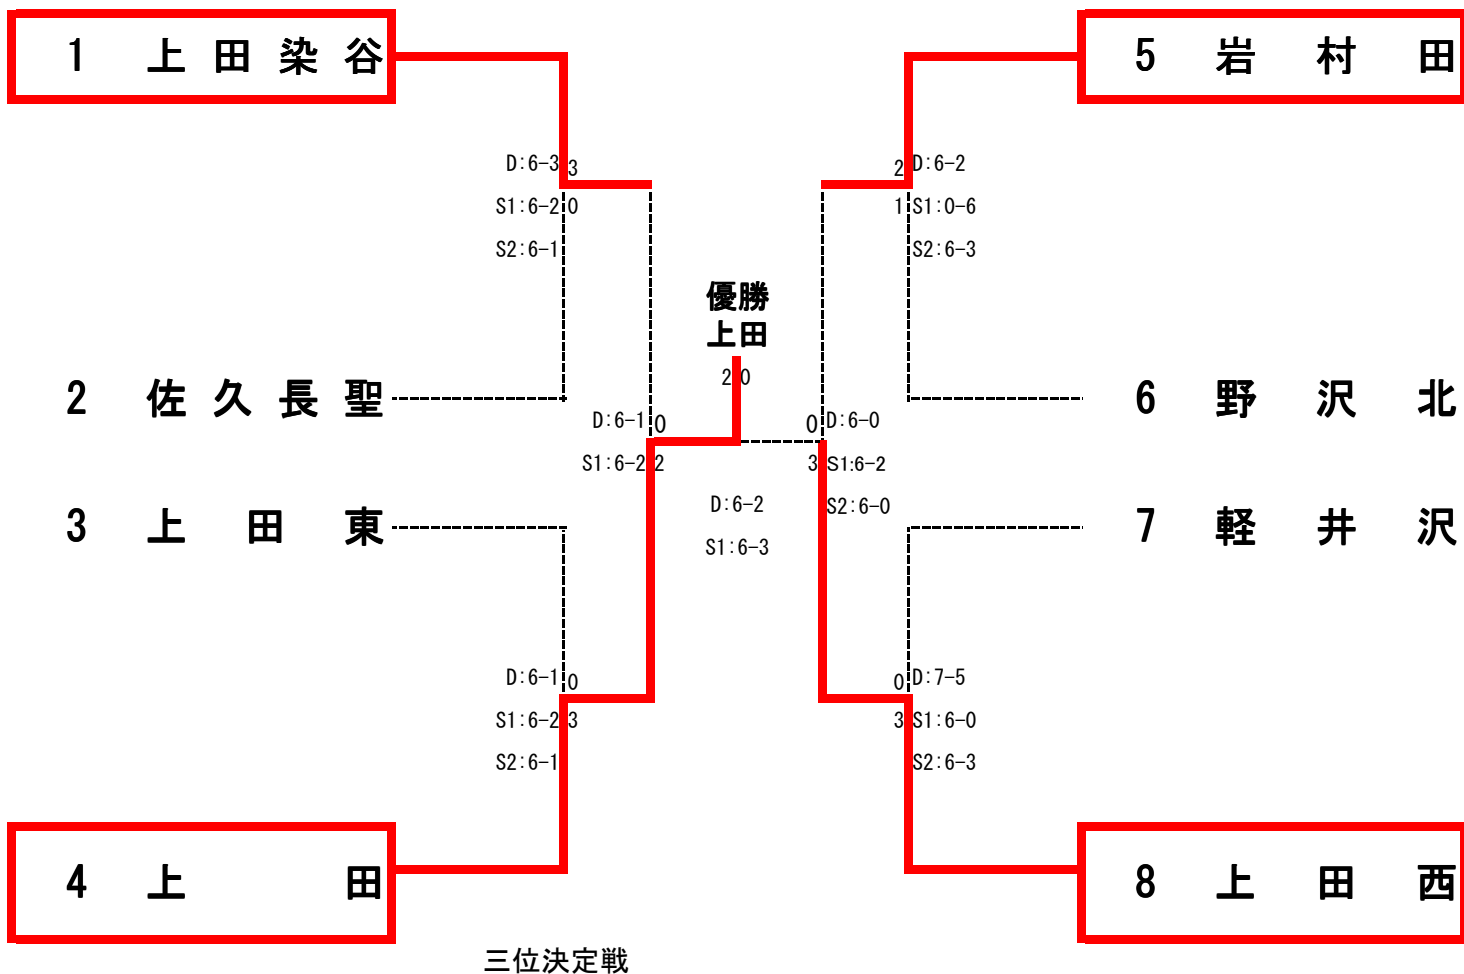 1 上田染谷
5 岩村田
D:6-3 3
2 D:6-2
S1:6-2 0
1 S1:0-6
S2:6-1
S2:6-3
優勝
上田
2 0
2 佐久長聖
6 野沢北
D:6-1 0
0 D:6-0
S1:6-2 2
3 S1:6-2
D:6-2
S2:6-0
3 上田東
7 軽井沢
S1:6-3
D:6-1 0
0 D:7-5
S1:6-2 3
3 S1:6-0
S2:6-1
S2:6-3
4 上田
8 上田西
三位決定戦